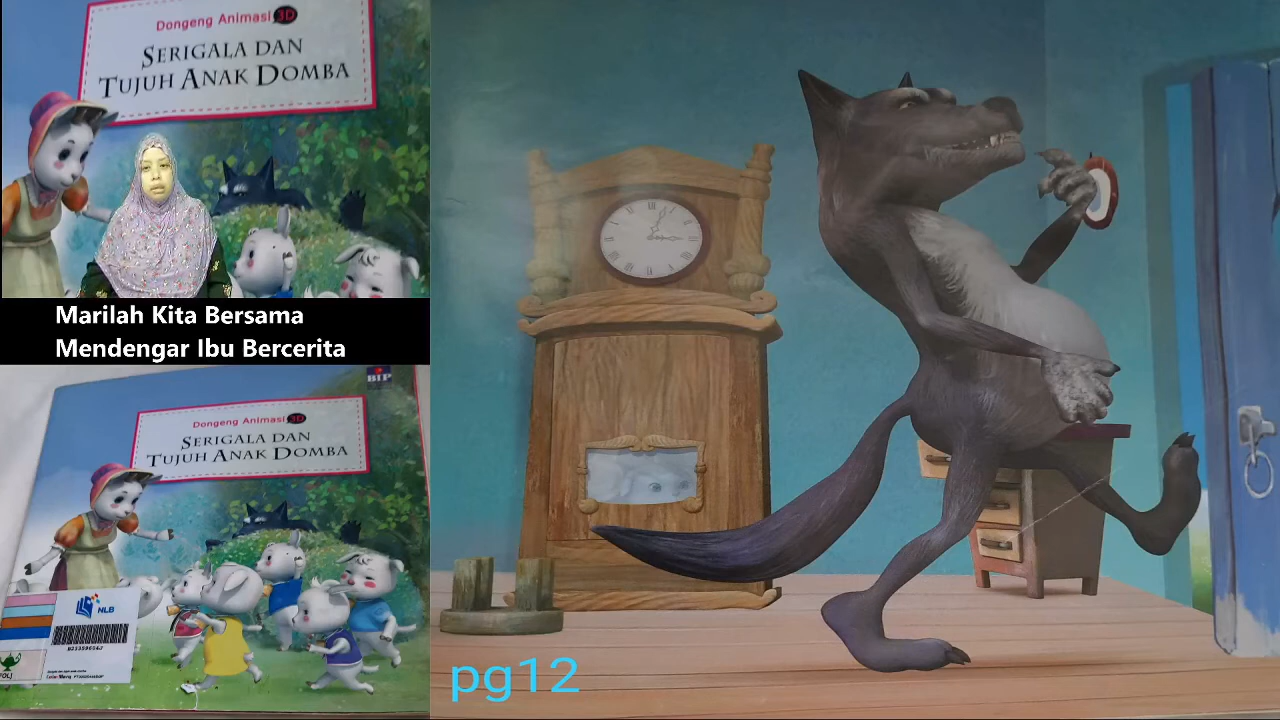 Dongeng Animasi 3D
SERIGALA DAN
TUJUH ANAK DOMBA
Marilah Kita Bersama
Mendengar Ibu Bercerita
BIP
Dongeng Animasi 3D
SERIGALA DAN
TUJUH ANAK DOMBA
NLB
pg12